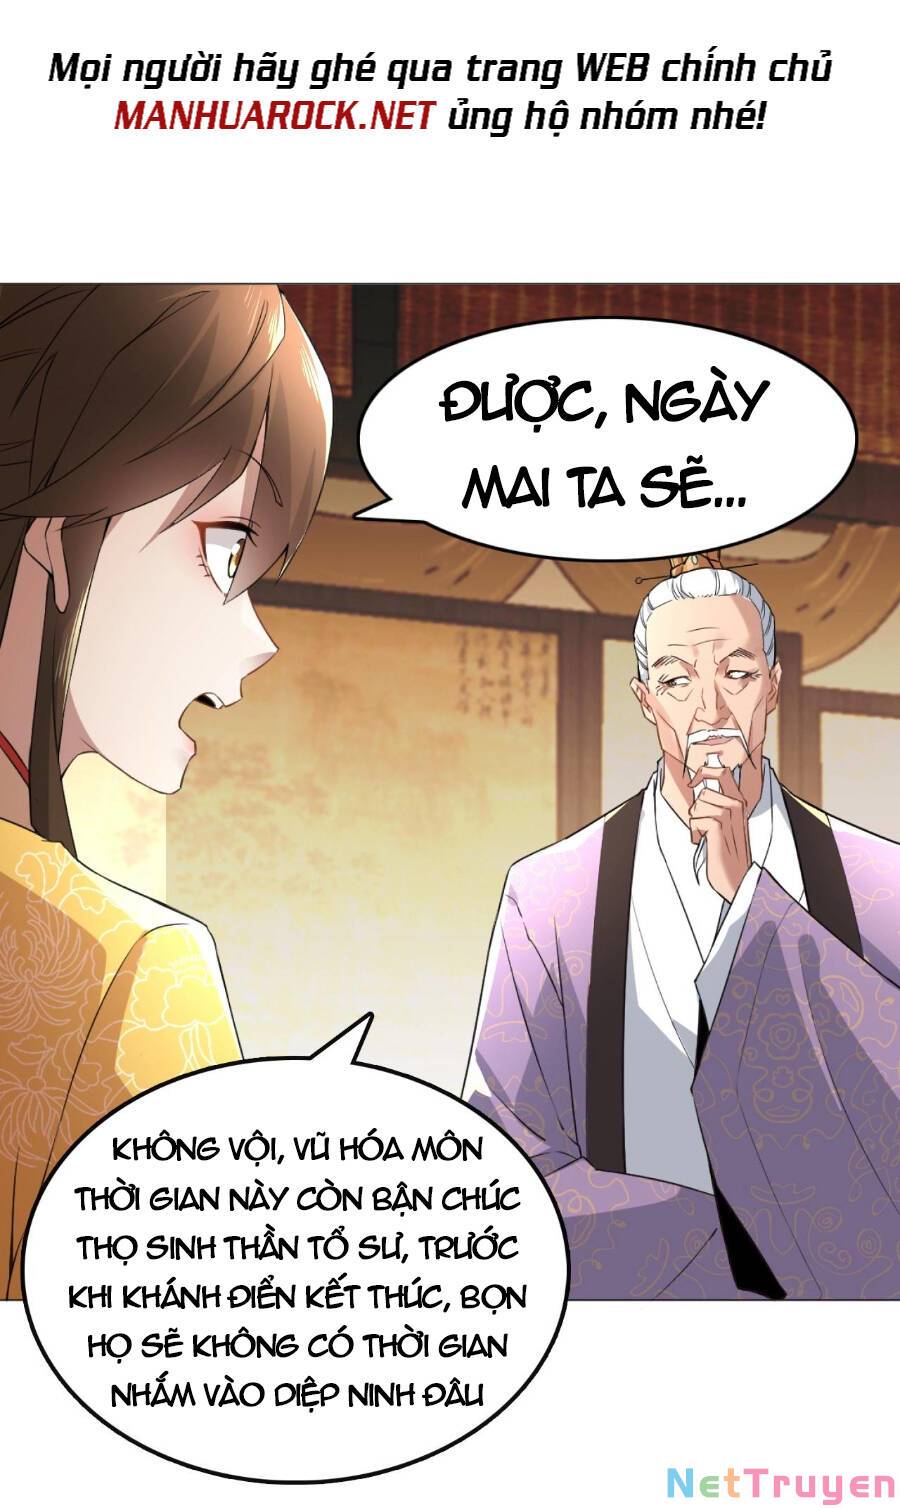 Mọi người hãy ghé qua trang WEB chính chủ
MANHUAROCK.NET ủng hộ nhóm nhé!
ĐƯỢC, NGÀY
MAI TA SẼ...
KHÔNG VỘI, VŨ HÓA MÔN
THỜI GIAN NÀY CÒN BẬN CHÚC
THỌ SINH THẦN TỔ SƯ, TRƯỚC
KHI KHÁNH ĐIỂN KẾT THÚC, BỌN
HỌ SẼ KHÔNG CÓ THỜI GIAN
NHẮM VÀO DIỆP NINH ĐÂU
NetTruyen